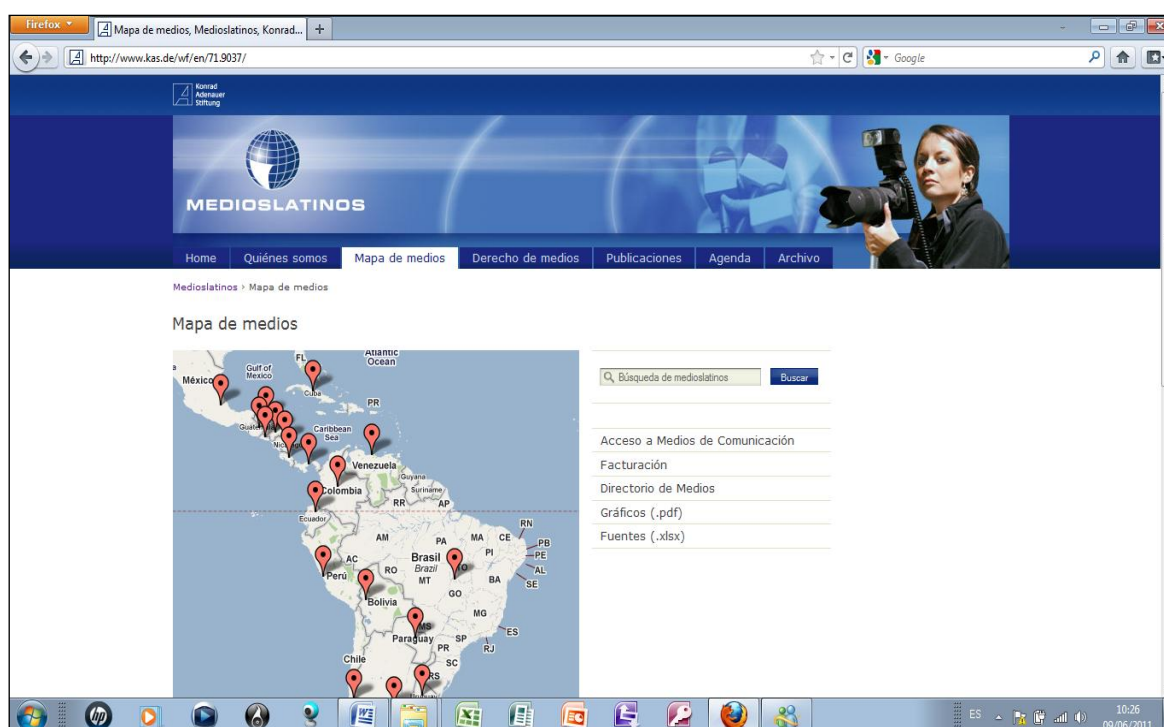 Firefox
Mapa de medios, Medioslatinos, Konrad...
http://www.kas.de/wf/en/71.9037/
Google
Konrad
Adenauer
Stiftung
MEDIOSLATINOS
Home Quiénes somos Mapa de medios Derecho de medios Publicaciones Agenda Archivo
Medioslatinos › Mapa de medios
Mapa de medios
Atlantic
Ocean
FL
Gulf of
Mexico
México
Cuba
PR
Caribbean
Sea
Venezuela
Guyana
Suriname
Colombia
RR AP
Ecuador
RN
AM PA MA CE PB
PI PE
AC Brasil AL
Brazil
Perú RO MT BA SE
Bolivia GO
MG
MS ES
Paraguay SP RJ
PR
Chile SC
RS
Búsqueda de medioslatinos Buscar
Acceso a Medios de Comunicación
Facturación
Directorio de Medios
Gráficos (.pdf)
Fuentes (.xlsx)
hp
ES
10:26
09/06/2011